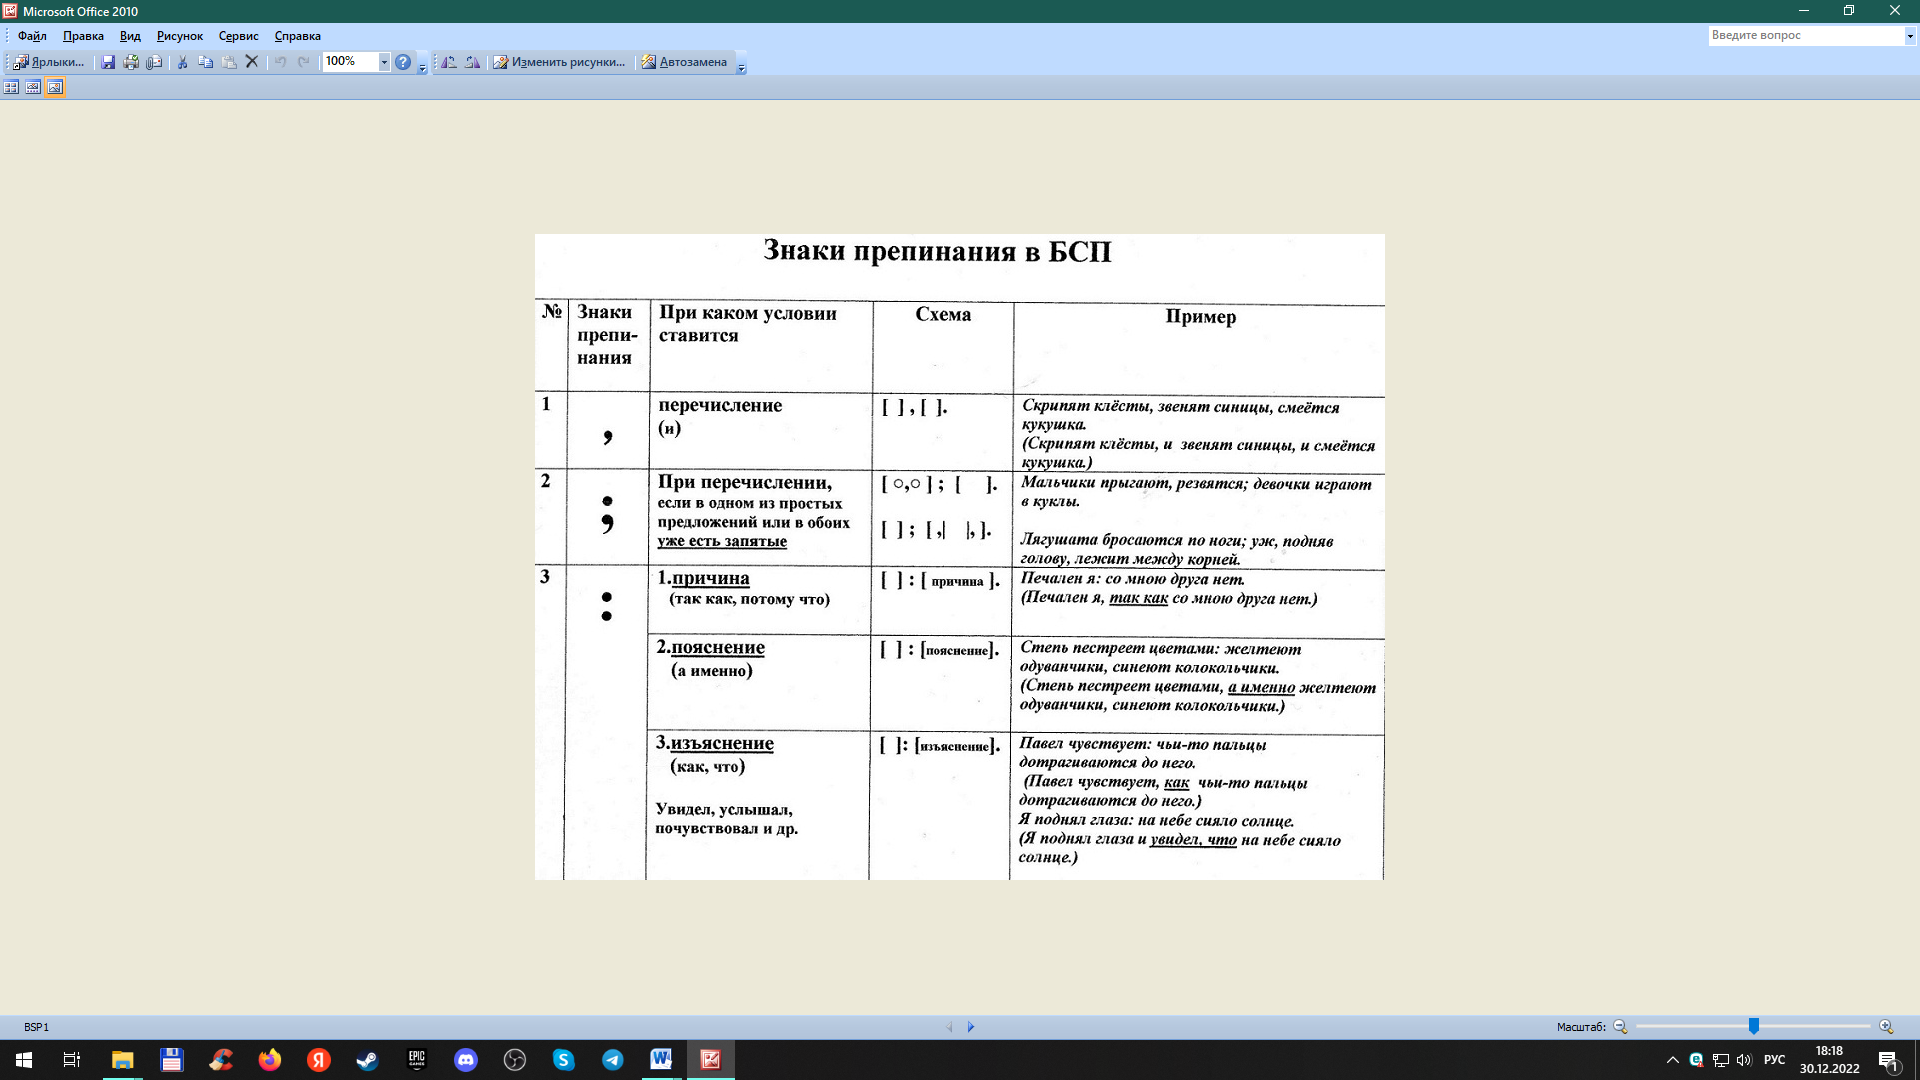 Microsoft Office 2010
Файл Правка Вид Рисунок Сервис Справка
Введите вопрос
Ярлыки... 100% Изменить рисунки... Автозамена
Знаки препинания в БСП
№ Знаки препи-нания При каком условии ставится Схема Пример
1 , перечисление (и) [ ] , [ ]. Скрипят клёсты, звенят синицы, смеётся
кукушка.
(Скрипят клёсты, и звенят синицы, и смеётся
кукушка.)
2 ; При перечислении, [ ○,○ ] ; [ ]. Мальчики прыгают, резвятся; девочки играют
если в одном из простых в куклы.
предложений или в обоих [ ] ; [ ,| |, ]. Лягушата бросаются по ноги; уж, подняв
уже есть запятые голову, лежит между корней.
3 : 1.причина [ ] : [ причина ]. Печален я: со мною друга нет.
(так как, потому что) (Печален я, так как со мною друга нет.)
2.пояснение [ ] : [пояснение]. Степь пестреет цветами: желтеют
(а именно) одуванчики, синеют колокольчики.
(Степь пестреет цветами, а именно желтеют
одуванчики, синеют колокольчики.)
3.изъяснение [ ]: [изъяснение]. Павел чувствует: чьи-то пальцы
(как, что) дотрагиваются до него.
(Павел чувствует, как чьи-то пальцы
Увидел, услышал, дотрагиваются до него.)
почувствовал и др. Я поднял глаза: на небе сияло солнце.
(Я поднял глаза и увидел, что на небе сияло
солнце.)
BSP1
Масштаб:
EPIC GAMES
РУС
18:18
30.12.2022
1